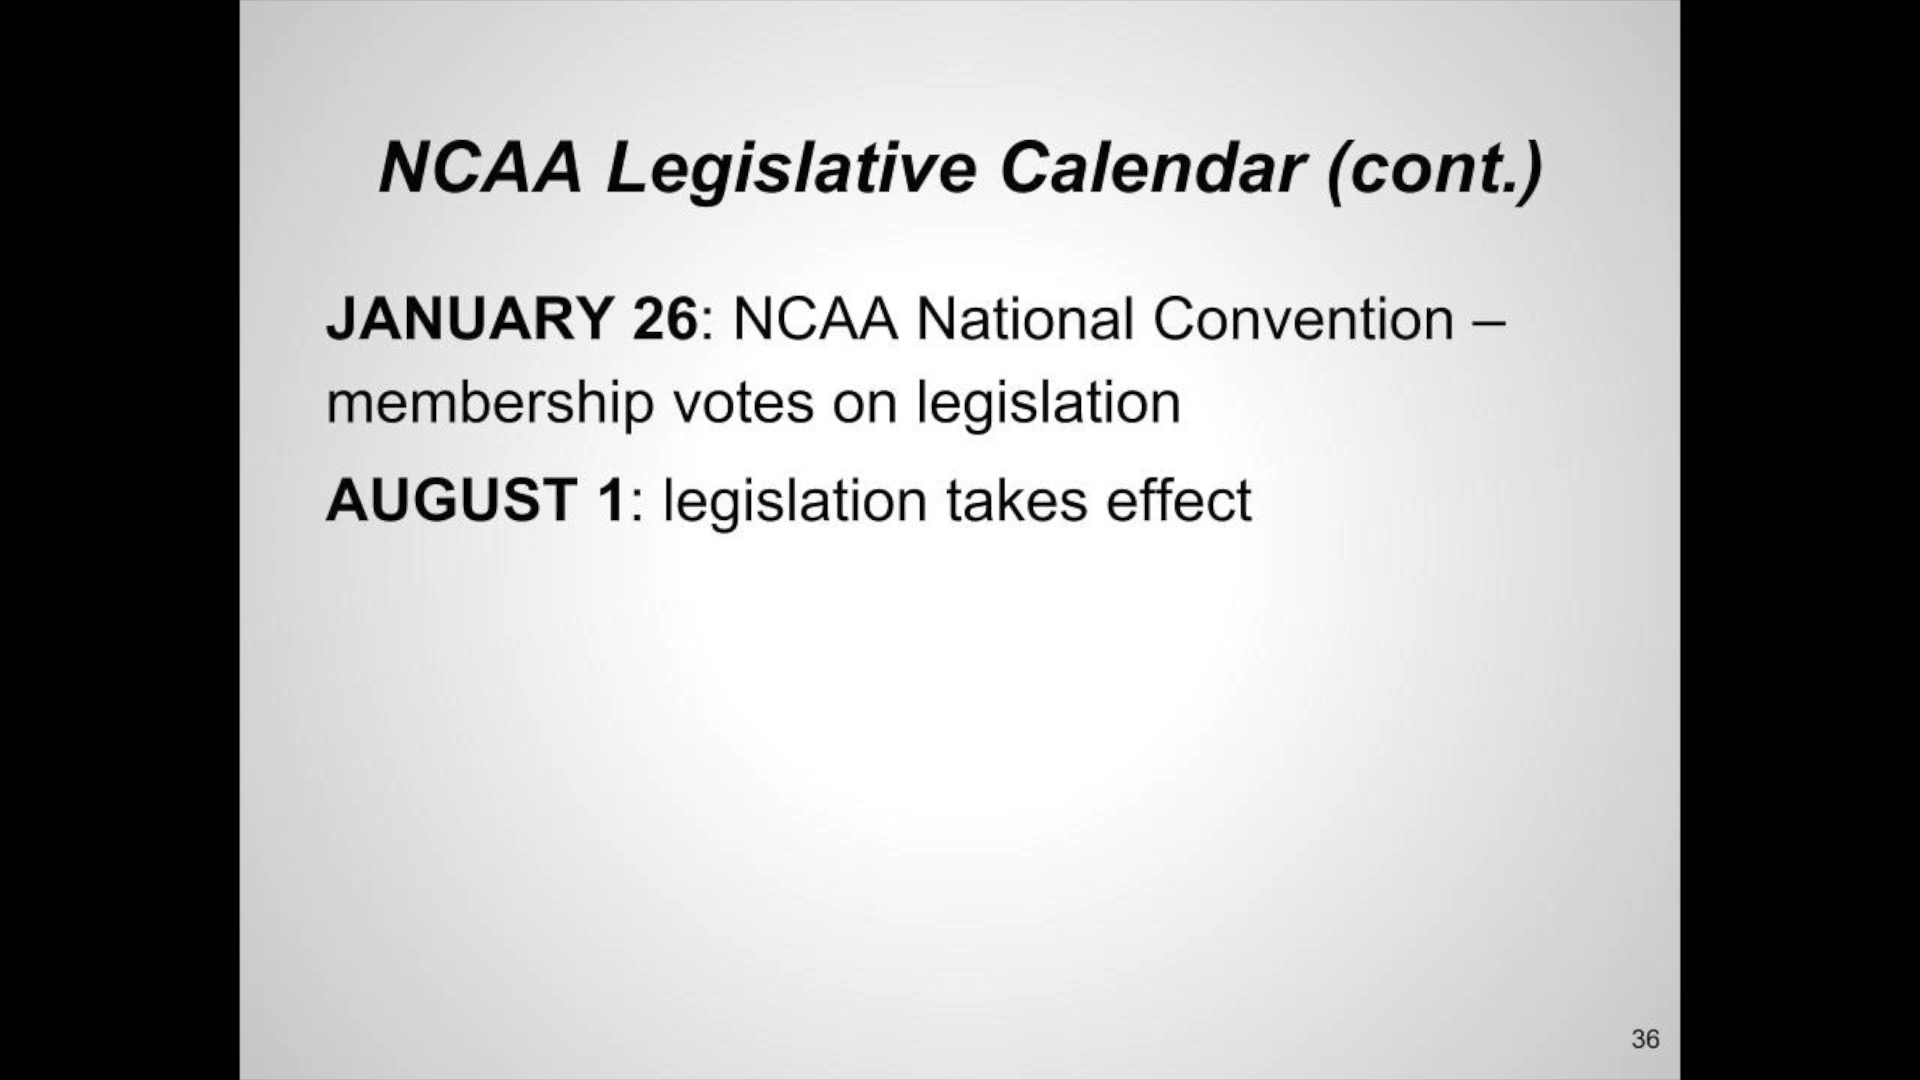 NCAA Legislative Calendar (cont.)
JANUARY 26: NCAA National Convention –
membership votes on legislation
AUGUST 1: legislation takes effect
36